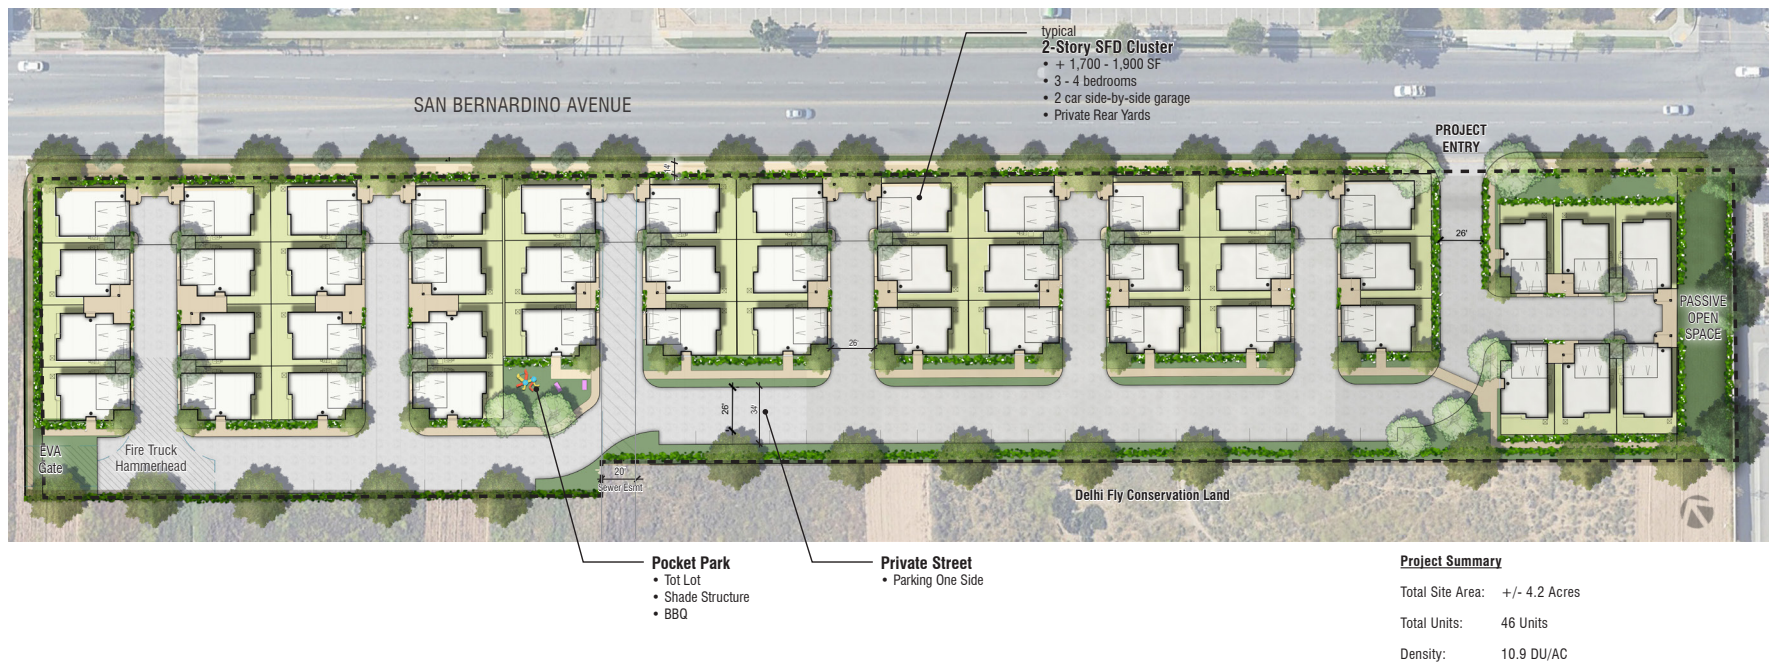 typical
2-Story SFD Cluster
• + 1,700 - 1,900 SF
• 3 - 4 bedrooms
• 2 car side-by-side garage
• Private Rear Yards
SAN BERNARDINO AVENUE
PROJECT
ENTRY
14'
26'
PASSIVE
OPEN
SPACE
26'
26'
34'
EVA
Gate
Fire Truck
Hammerhead
20'
Sewer Esmt
Delhi Fly Conservation Land
Pocket Park
• Tot Lot
• Shade Structure
• BBQ
Private Street
• Parking One Side
Project Summary
Total Site Area: +/- 4.2 Acres
Total Units: 46 Units
Density: 10.9 DU/AC